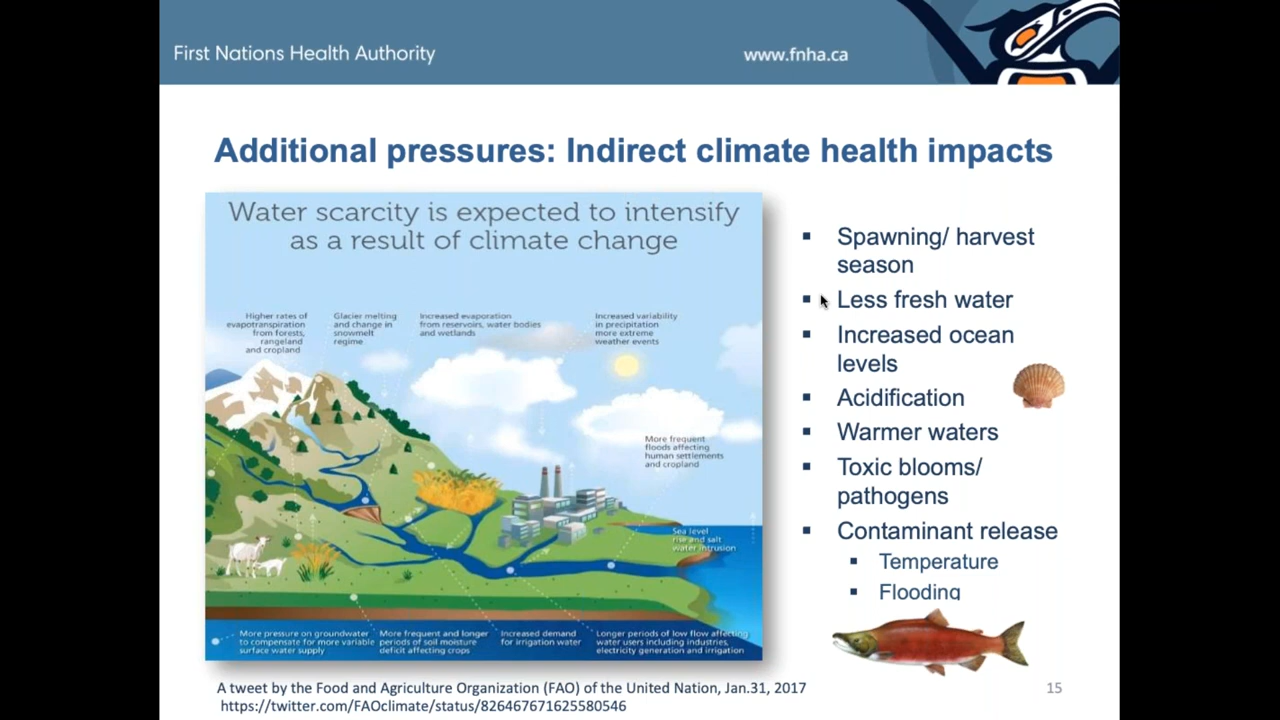 First Nations Health Authority
www.fnha.ca
Additional pressures: Indirect climate health impacts
Water scarcity is expected to intensify
as a result of climate change
Higher rates of
evapotranspiration
from forests,
rangeland
and cropland
Glacier melting
and change in
snowmelt
regime
Increased evaporation
from reservoirs, water bodies
and wetlands
Increased variability
in precipitation
more extreme
weather events
More frequent
floods affecting
human settlements
and cropland
Sea level
rise and salt
water intrusion
More pressure on groundwater
to compensate for more variable
surface water supply
More frequent and longer
periods of soil moisture
deficit affecting crops
Increased demand
for irrigation water
Longer periods of low flow affecting
water users including industries,
electricity generation and irrigation
▪ Spawning/ harvest
season
▪ Less fresh water
▪ Increased ocean
levels
▪ Acidification
▪ Warmer waters
▪ Toxic blooms/
pathogens
▪ Contaminant release
▪ Temperature
▪ Flooding
A tweet by the Food and Agriculture Organization (FAO) of the United Nation, Jan.31, 2017
https://twitter.com/FAOclimate/status/826467671625580546
15